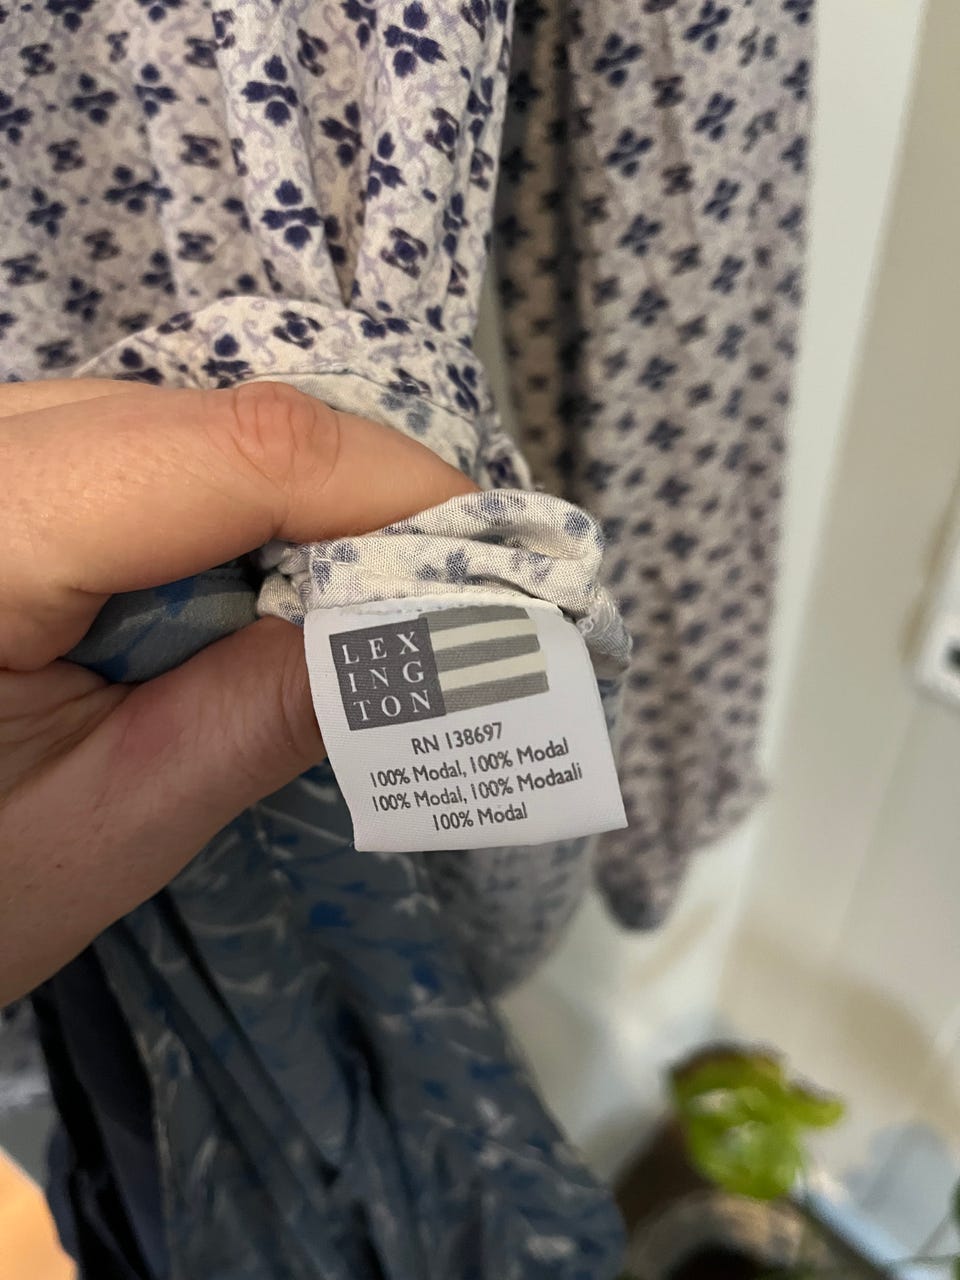 LEX
ING
TON
RN 138697
100% Modal, 100% Modal
100% Modal, 100% Modaali
100% Modal